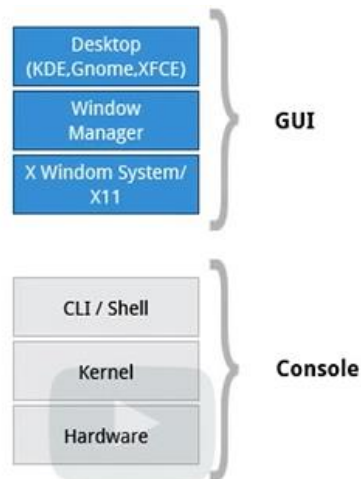 Desktop
(KDE,Gnome,XFCE)
Window
Manager
X Windom System/
X11
GUI
CLI / Shell
Kernel
Hardware
Console